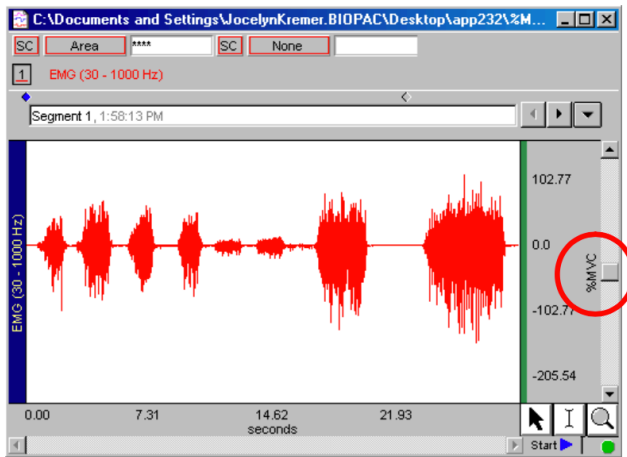 C:\Documents and Settings\JocelynKremer.BIOPAC\Desktop\app232\%M...
SC Area **** SC None
1 EMG (30 - 1000 Hz)
Segment 1, 1:58:13 PM
EMG (30 - 1000 Hz)
102.77
0.0
-102.77
-205.54
%MVC
0.00 7.31 14.62 21.93
seconds
Start